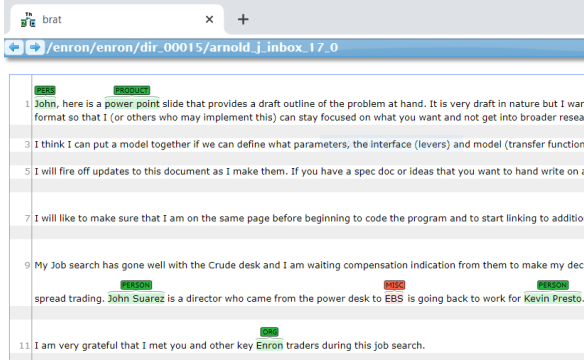 brat × +
/enron/enron/dir_00015/arnold_j_inbox_17_0
PERS PRODUCT
1 John, here is a power point slide that provides a draft outline of the problem at hand. It is very draft in nature but I
format so that I (or others who may implement this) can stay focused on what you want and not get into broader
3 I think I can put a model together if we can define what parameters, the interface (levers) and model (transfer function
5 I will fire off updates to this document as I make them. If you have a spec doc or ideas that you want to hand write on
7 I will like to make sure that I am on the same page before beginning to code the program and to start linking to
9 My Job search has gone well with the Crude desk and I am waiting compensation indication from them to make my
PERSON MISC PERSON
spread trading. John Suarez is a director who came from the power desk to EBS is going back to work for Kevin Presto.
ORG
11 I am very grateful that I met you and other key Enron traders during this job search.